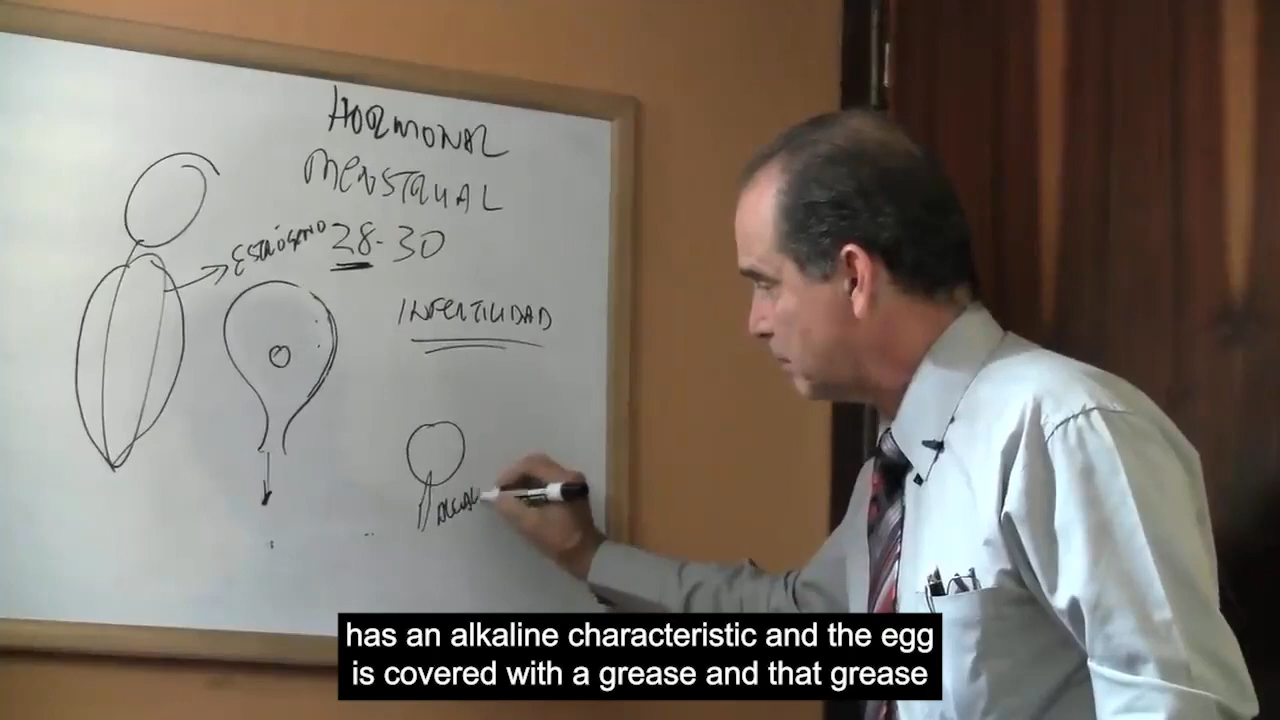 HORMONAL
MENSTRUAL
ESTRÓGENO 28-30
INFERTILIDAD
ALCAL
has an alkaline characteristic and the egg
is covered with a grease and that grease